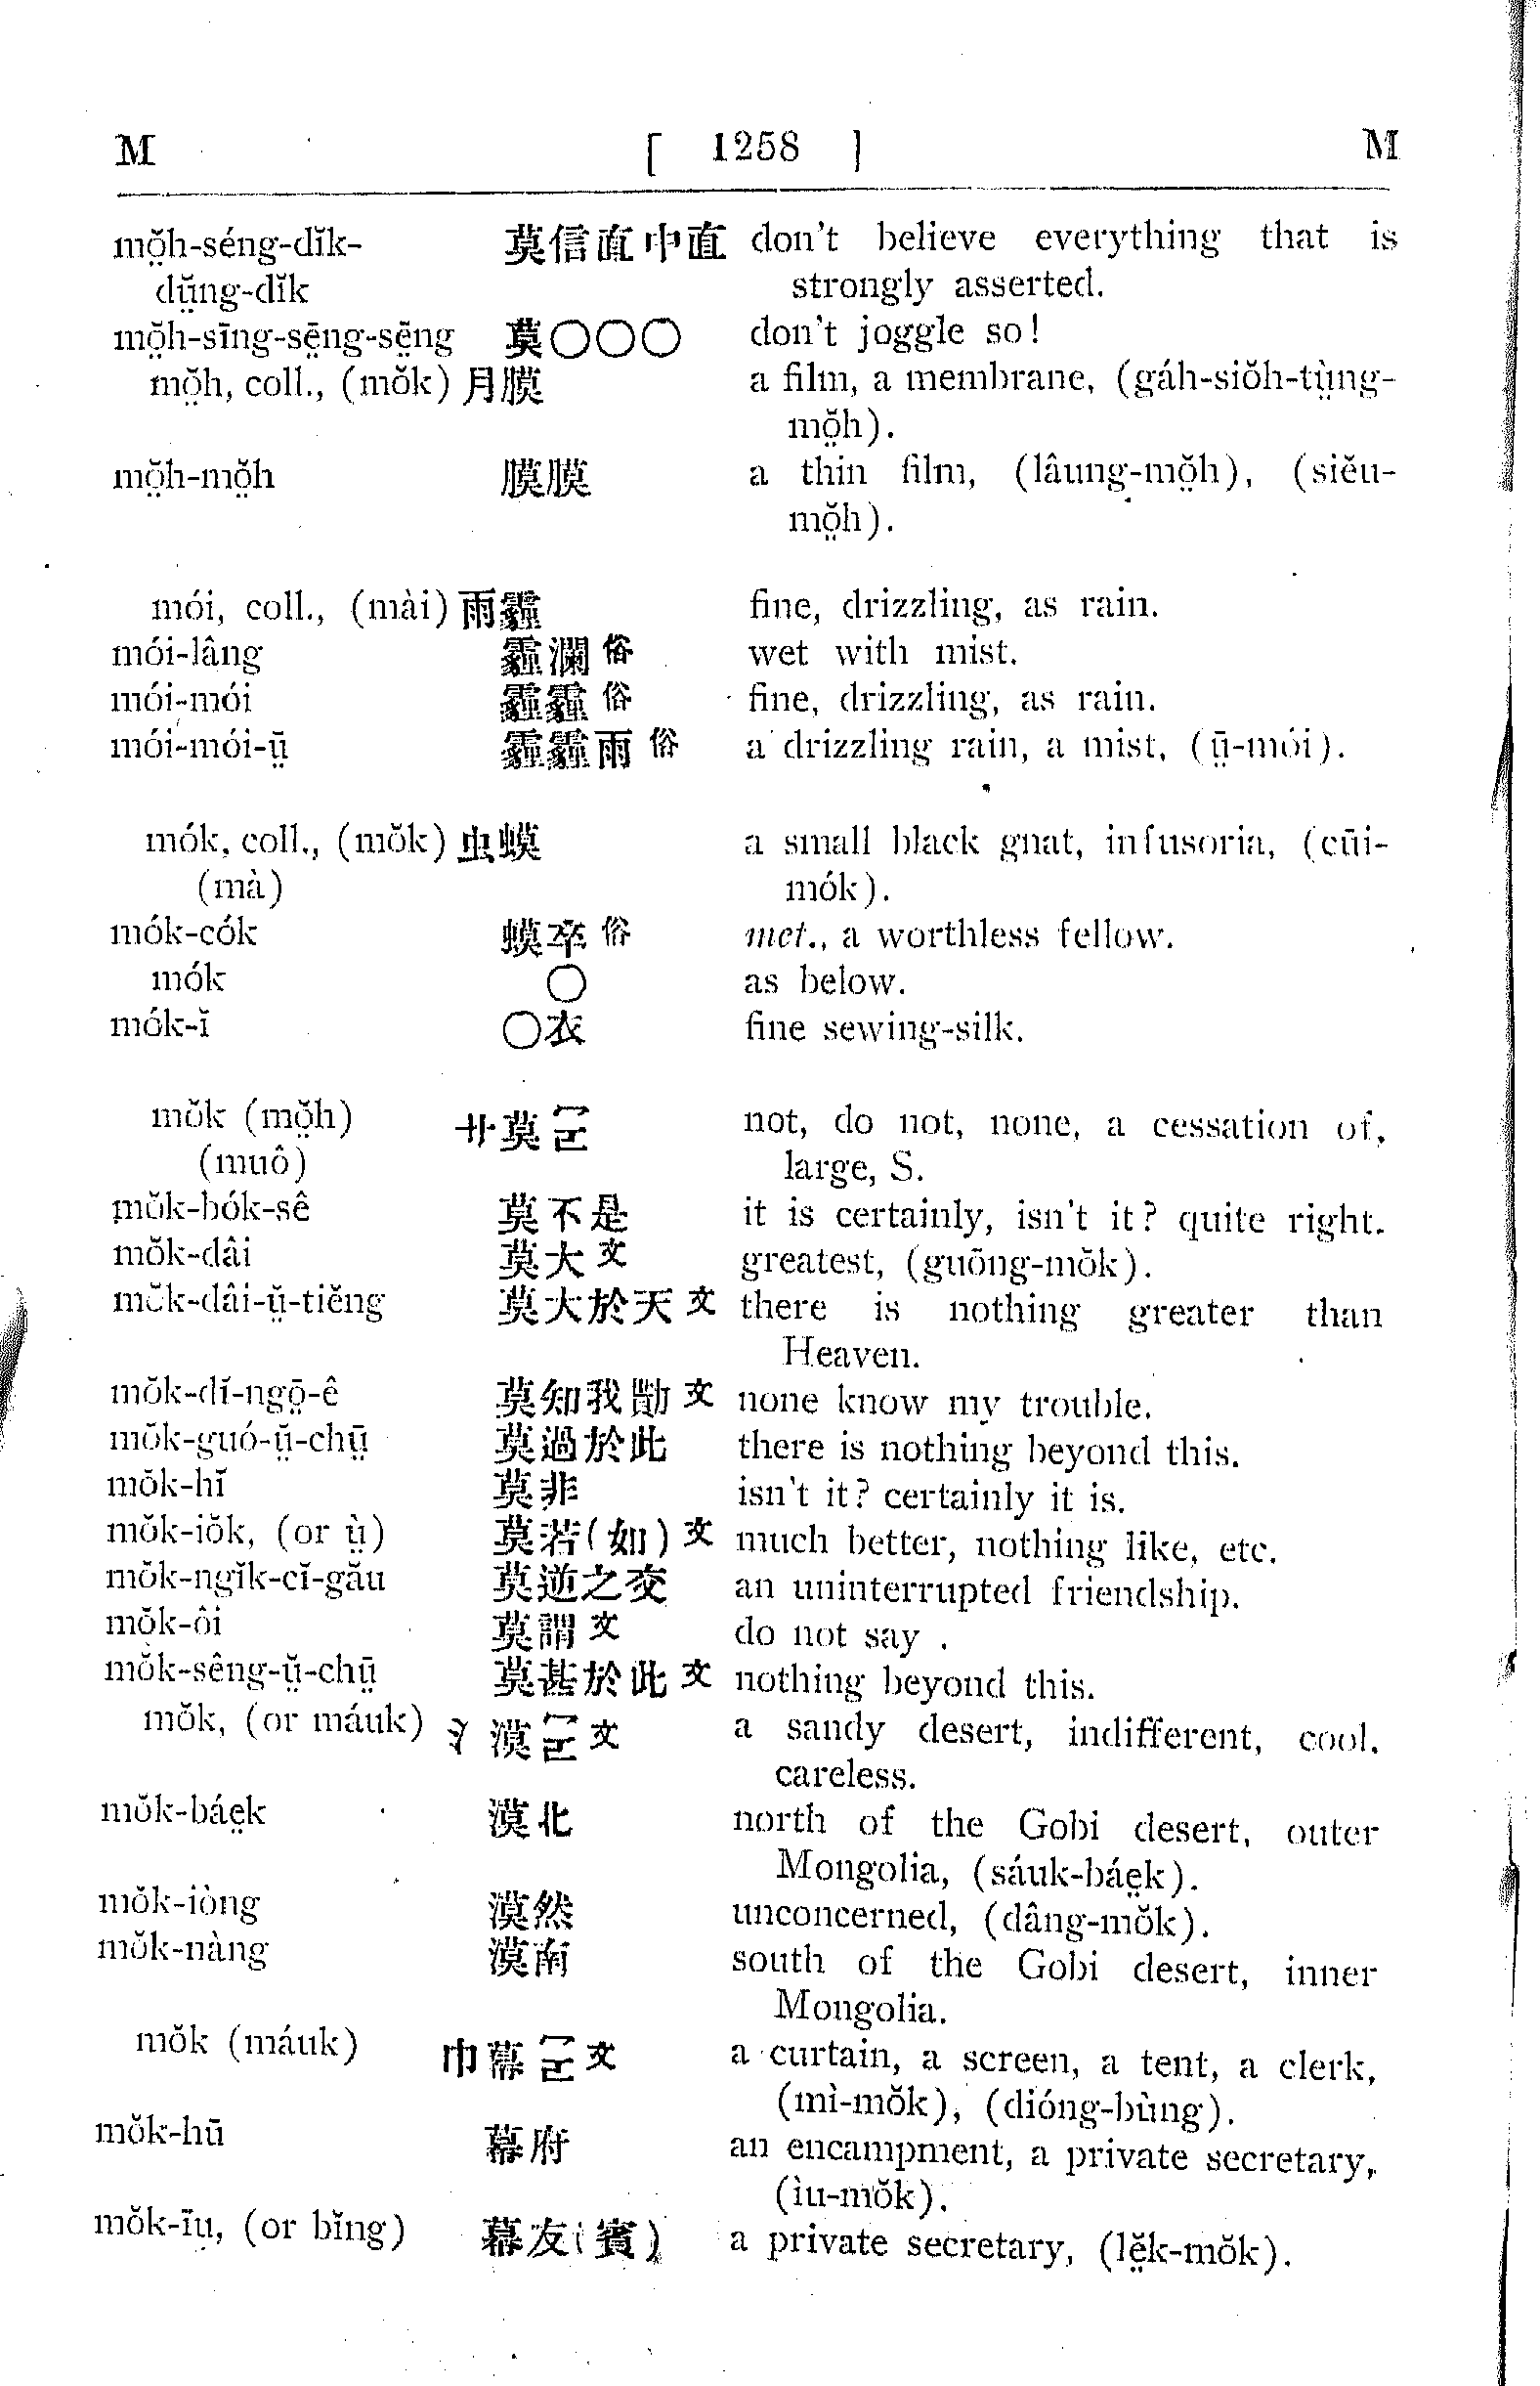 M [ 1258 ] M
mŏ̤h-séng-dĭk- 莫信直中直 don't believe everything that is
dṳ̆ng-dĭk strongly asserted.
mŏ̤h-sīng-sē̤ng-sē̤ng 莫〇〇〇 don't joggle so!
mŏ̤h, coll., (mŏk) 月膜 a film, a membrane, (gáh-siŏh-tṳ̀ng-
mŏ̤h).
mŏ̤h-mŏ̤h 膜膜 a thin film, (lâung-mŏ̤h), (siĕu-
mŏ̤h).
mói, coll., (mài) 雨霾 fine, drizzling, as rain.
mói-lâng 霾瀾俗 wet with mist.
mói-mói 霾霾俗 fine, drizzling, as rain.
mói-mói-ṳ̄ 霾霾雨俗 a drizzling rain, a mist, (ṳ̄-mói).
mók, coll., (mŏk) 虫蟆 a small black gnat, infusoria, (cūi-
(mà) mók).
mók-cók 蟆卒俗 met., a worthless fellow.
mók 〇 as below.
mók-ĭ 〇衣 fine sewing-silk.
mŏk (mŏ̤h) 艹莫 not, do not, none, a cessation of,
(muô) large, S.
mŏk-bók-sê 莫不是 it is certainly, isn't it? quite right.
mŏk-dâi 莫大文 greatest, (guōng-mŏk).
mŏk-dâi-ṳ̆-tiĕng 莫大於天文 there is nothing greater than
Heaven.
mŏk-dĭ-ngō̤-ê 莫知我勩文 none know my trouble.
mŏk-guó-ṳ̆-chṳ̄ 莫過於此 there is nothing beyond this.
mŏk-hĭ 莫非 isn't it? certainly it is.
mŏk-iŏk, (or ṳ̀) 莫若(如)文 much better, nothing like, etc.
mŏk-ngĭk-cĭ-gău 莫逆之交 an uninterrupted friendship.
mŏk-ôi 莫謂文 do not say .
mŏk-sêng-ṳ̆-chṳ̄ 莫甚於此文 nothing beyond this.
mŏk, (or máuk) 氵漠 文 a sandy desert, indifferent, cool,
careless.
mŏk-báe̤k 漠北 north of the Gobi desert, outer
Mongolia, (sáuk-báe̤k).
mŏk-iòng 漠然 unconcerned, (dâng-mŏk).
mŏk-nàng 漠南 south of the Gobi desert, inner
Mongolia.
mŏk (máuk) 巾幕 文 a curtain, a screen, a tent, a clerk,
(mì-mŏk), (dióng-bùng).
mŏk-hū 幕府 an encampment, a private secretary,
(ìu-mŏk).
mŏk-īu, (or bĭng) 幕友(賓) a private secretary, (lĕ̤k-mŏk).